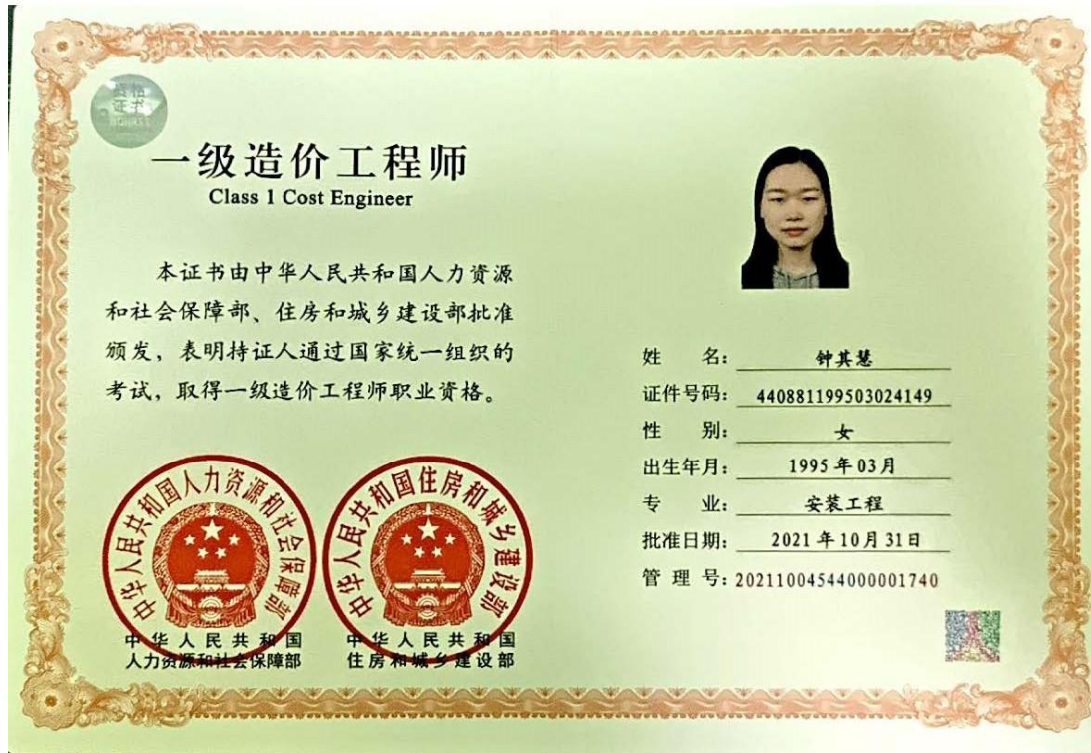 资格
证书
一级造价工程师
Class 1 Cost Engineer
本证书由中华人民共和国人力资源
和社会保障部、住房和城乡建设部批准
颁发，表明持证人通过国家统一组织的
考试，取得一级造价工程师职业资格。
姓 名：钟其慧
证件号码：440881199503024149
性 别：女
出生年月：1995年03月
专 业：安装工程
批准日期：2021年10月31日
管 理 号：20211004544000001740
中华人民共和国人力资源和社会保障部
中华人民共和国住房和城乡建设部
中华人民共和国
人力资源和社会保障部
中华人民共和国
住房和城乡建设部